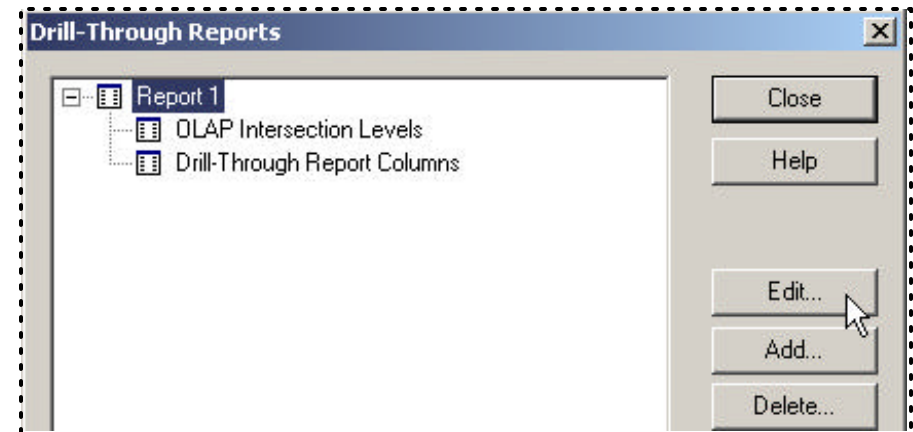 Drill-Through Reports
Report 1
OLAP Intersection Levels
Drill-Through Report Columns
Close
Help
Edit...
Add...
Delete...